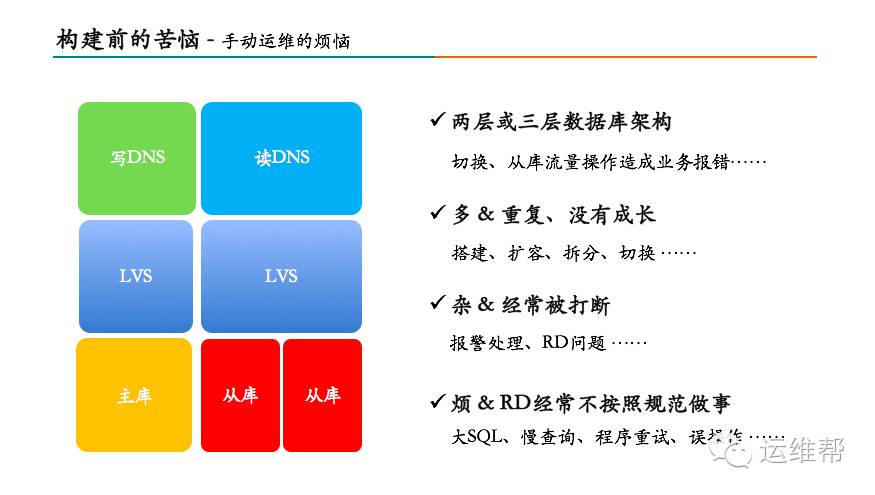 构建前的苦恼 - 手动运维的烦恼
写DNS
读DNS
LVS
LVS
主库
从库
从库
✓ 两层或三层数据库架构
切换、从库流量操作造成业务报错……
✓ 多 & 重复、没有成长
搭建、扩容、拆分、切换 ……
✓ 杂 & 经常被打断
报警处理、RD问题 ……
✓ 烦 & RD经常不按照规范做事
大SQL、慢查询、程序重试、误操作 ……
运维帮